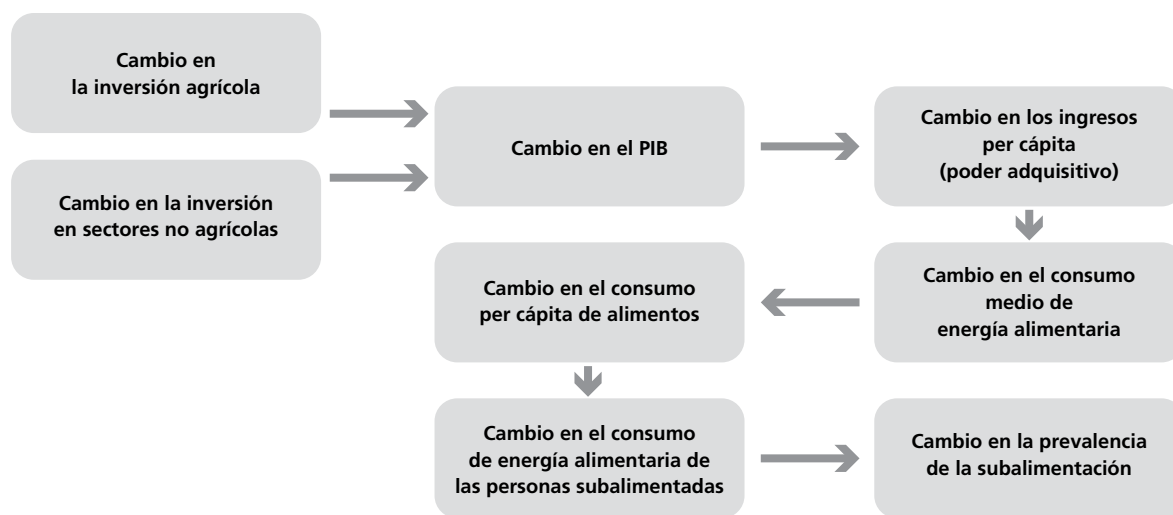 Cambio en
la inversión agrícola
Cambio en la inversión
en sectores no agrícolas
Cambio en el PIB
Cambio en los ingresos
per cápita
(poder adquisitivo)
Cambio en el consumo
medio de
energía alimentaria
Cambio en el consumo
per cápita de alimentos
Cambio en el consumo
de energía alimentaria de
las personas subalimentadas
Cambio en la prevalencia
de la subalimentación